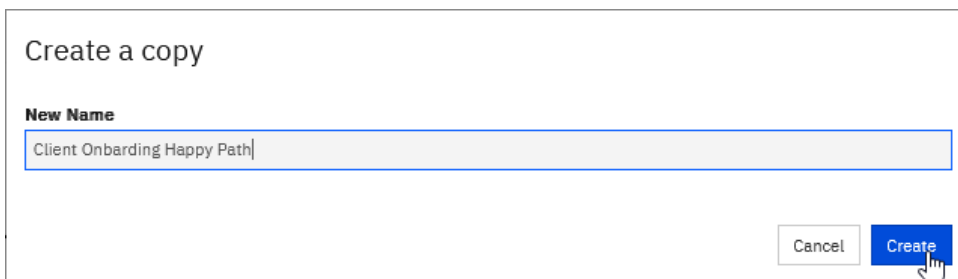 Create a copy
New Name
Client Onbarding Happy Path
Cancel Create